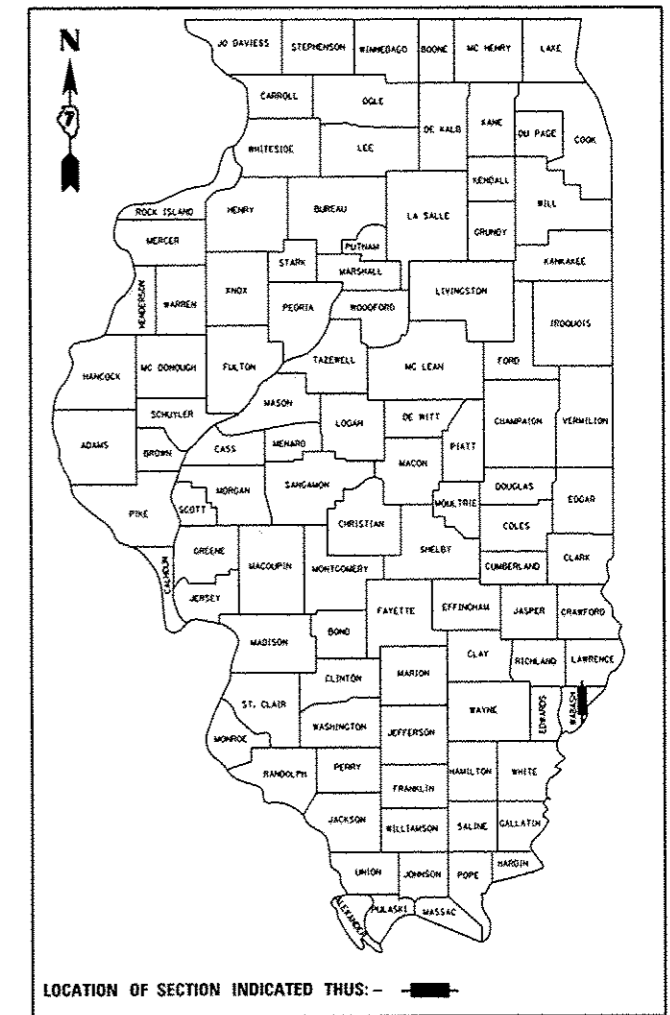 N
7
JO DAVIESS STEPHENSON WINNEBAGO BOONE MC HENRY LAKE
CARROLL OGLE DE KALB KANE DU PAGE COOK
WHITESIDE LEE
KENDALL WILL
ROCK ISLAND HENRY BUREAU LA SALLE GRUNDY
MERCER PUTNAM KANKAKEE
STARK MARSHALL
HENDERSON WARREN KNOX PEORIA WOODFORD LIVINGSTON IROQUOIS
HANCOCK MC DONOUGH FULTON TAZEWELL MC LEAN FORD
SCHUYLER MASON LOGAN DE WITT CHAMPAIGN VERMILION
ADAMS BROWN CASS MENARD MACON PIATT
PIKE SCOTT MORGAN SANGAMON CHRISTIAN MOULTRIE DOUGLAS EDGAR
COLES
CALHOUN GREENE MACOUPIN MONTGOMERY SHELBY CUMBERLAND CLARK
JERSEY FAYETTE EFFINGHAM JASPER CRAWFORD
MADISON BOND CLAY RICHLAND LAWRENCE
CLINTON MARION
ST. CLAIR WASHINGTON WAYNE EDWARDS WABASH
MONROE JEFFERSON
RANDOLPH PERRY HAMILTON WHITE
FRANKLIN
JACKSON WILLIAMSON SALINE GALLATIN
UNION JOHNSON POPE HARDIN
ALEXANDER PULASKI MASSAC
LOCATION OF SECTION INDICATED THUS: -